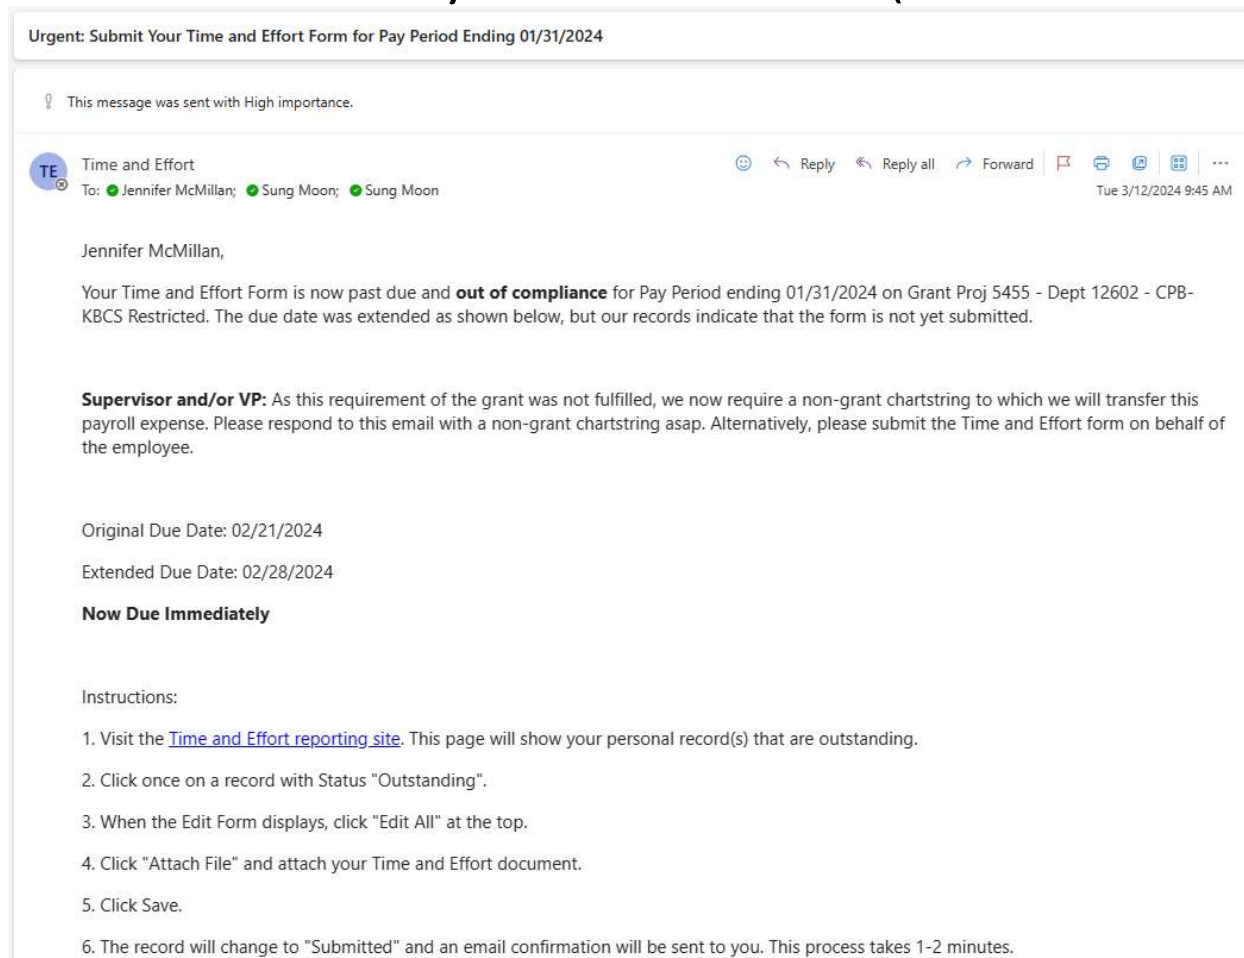 Urgent: Submit Your Time and Effort Form for Pay Period Ending 01/31/2024
This message was sent with High importance.
TE
Time and Effort
Reply Reply all Forward
To: Jennifer McMillan; Sung Moon; Sung Moon
Tue 3/12/2024 9:45 AM
Jennifer McMillan,
Your Time and Effort Form is now past due and out of compliance for Pay Period ending 01/31/2024 on Grant Proj 5455 - Dept 12602 - CPB-
KBCS Restricted. The due date was extended as shown below, but our records indicate that the form is not yet submitted.
Supervisor and/or VP: As this requirement of the grant was not fulfilled, we now require a non-grant chartstring to which we will transfer this
payroll expense. Please respond to this email with a non-grant chartstring asap. Alternatively, please submit the Time and Effort form on behalf of
the employee.
Original Due Date: 02/21/2024
Extended Due Date: 02/28/2024
Now Due Immediately
Instructions:
1. Visit the Time and Effort reporting site. This page will show your personal record(s) that are outstanding.
2. Click once on a record with Status "Outstanding".
3. When the Edit Form displays, click "Edit All" at the top.
4. Click "Attach File" and attach your Time and Effort document.
5. Click Save.
6. The record will change to "Submitted" and an email confirmation will be sent to you. This process takes 1-2 minutes.